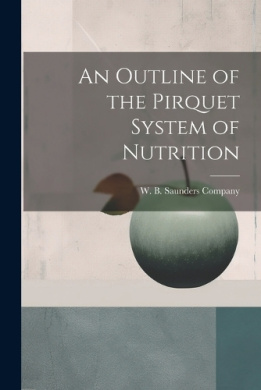 An Outline of
the Pirquet
System of
Nutrition
W. B. Saunders Company